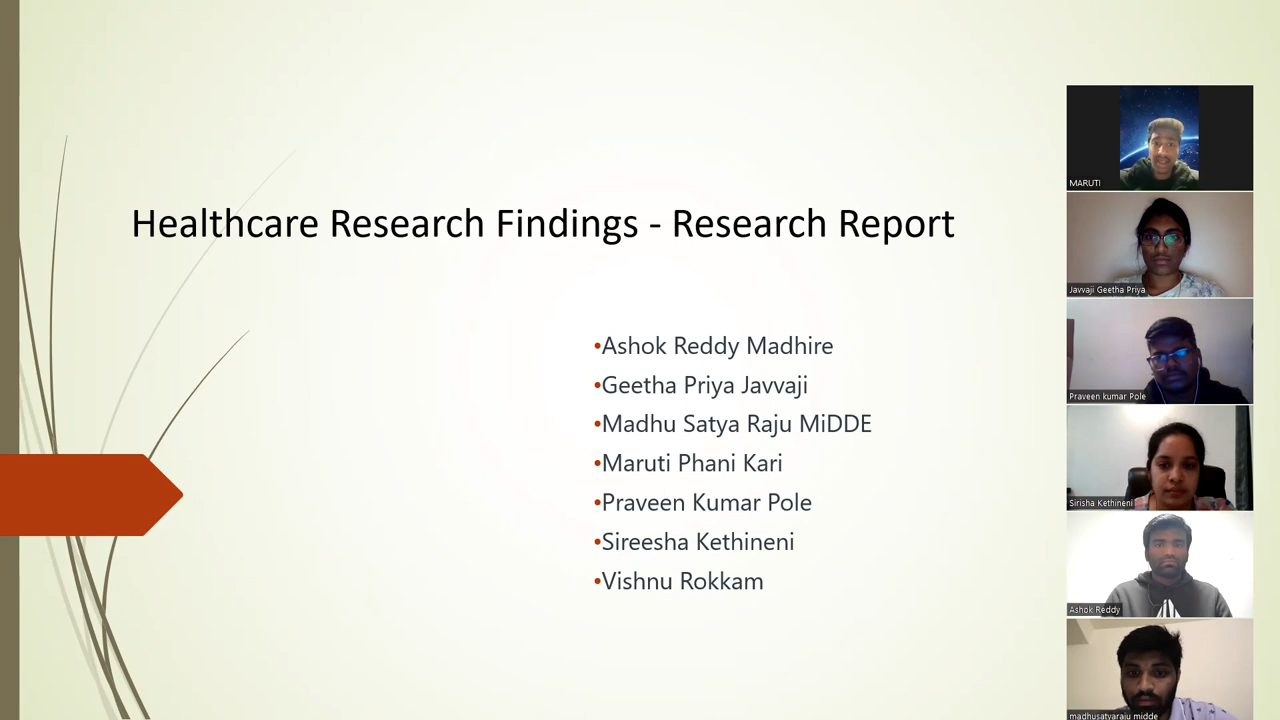 Healthcare Research Findings - Research Report
•Ashok Reddy Madhire
•Geetha Priya Javvaji
•Madhu Satya Raju MiDDE
•Maruti Phani Kari
•Praveen Kumar Pole
•Sireesha Kethineni
•Vishnu Rokkam
MARUTI
Javvaji Geetha Priya
Praveen kumar Pole
Sirisha Kethineni
Ashok Reddy
madhusatyaraju midde